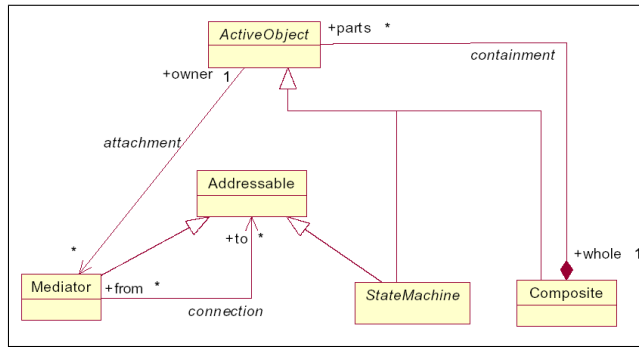 ActiveObject
+parts *
containment
+owner 1
attachment
Addressable
+to *
* 
+whole 1
Mediator
+from *
connection
StateMachine
Composite